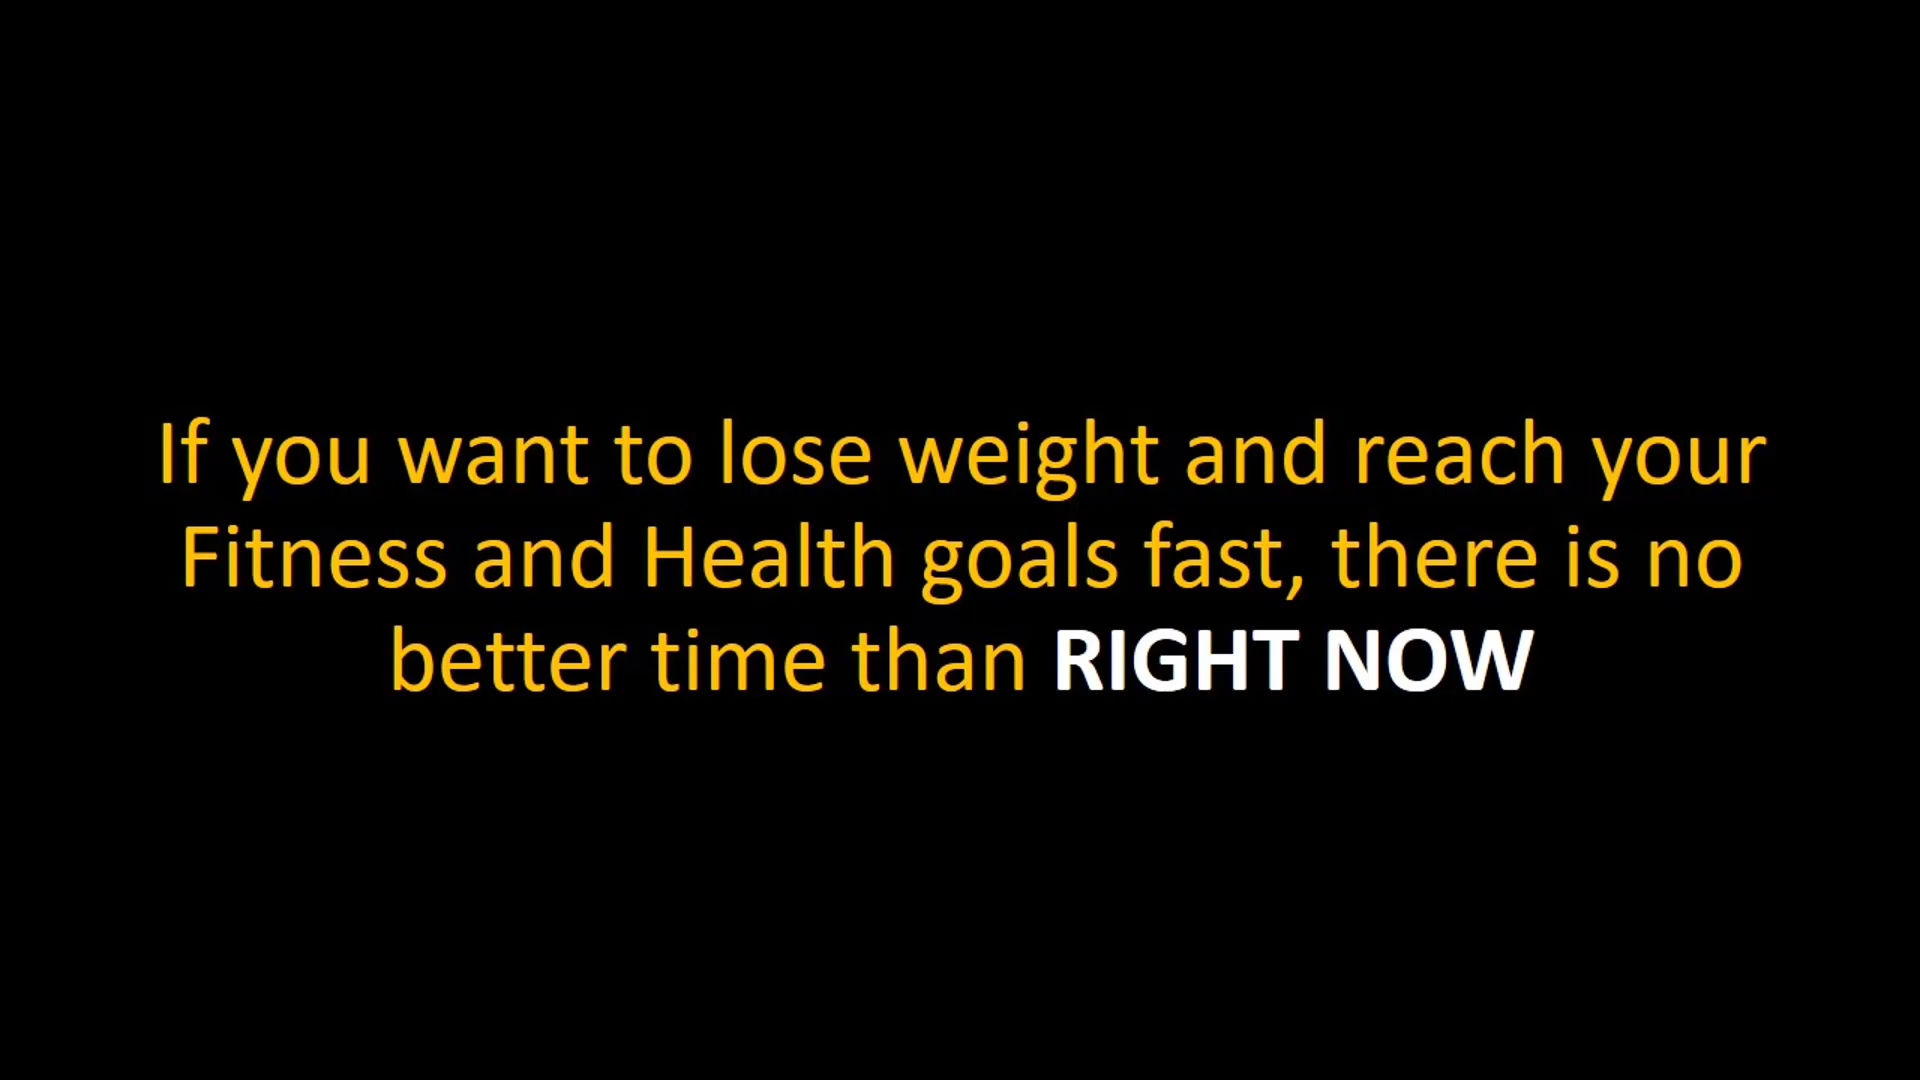 If you want to lose weight and reach your
Fitness and Health goals fast, there is no
better time than RIGHT NOW